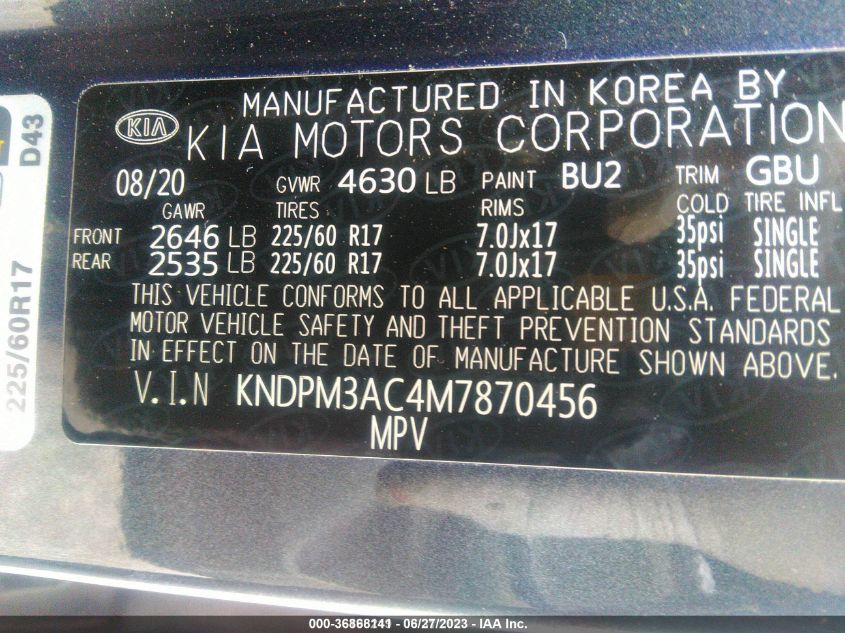 MANUFACTURED IN KOREA BY
KIA KIA MOTORS CORPORATION
08/20 GVWR 4630 LB PAINT BU2 TRIM GBU
GAWR TIRES RIMS COLD TIRE INFL
FRONT 2646 LB 225/60 R17 7.0Jx17 35psi SINGLE
REAR 2535 LB 225/60 R17 7.0Jx17 35psi SINGLE
THIS VEHICLE CONFORMS TO ALL APPLICABLE U.S.A. FEDERAL
MOTOR VEHICLE SAFETY AND THEFT PREVENTION STANDARDS
IN EFFECT ON THE DATE OF MANUFACTURE SHOWN ABOVE.
V.I.N KNDPM3AC4M7870456
MPV
D43
225/60R17
000-36868141 - 06/27/2023 - IAA Inc.